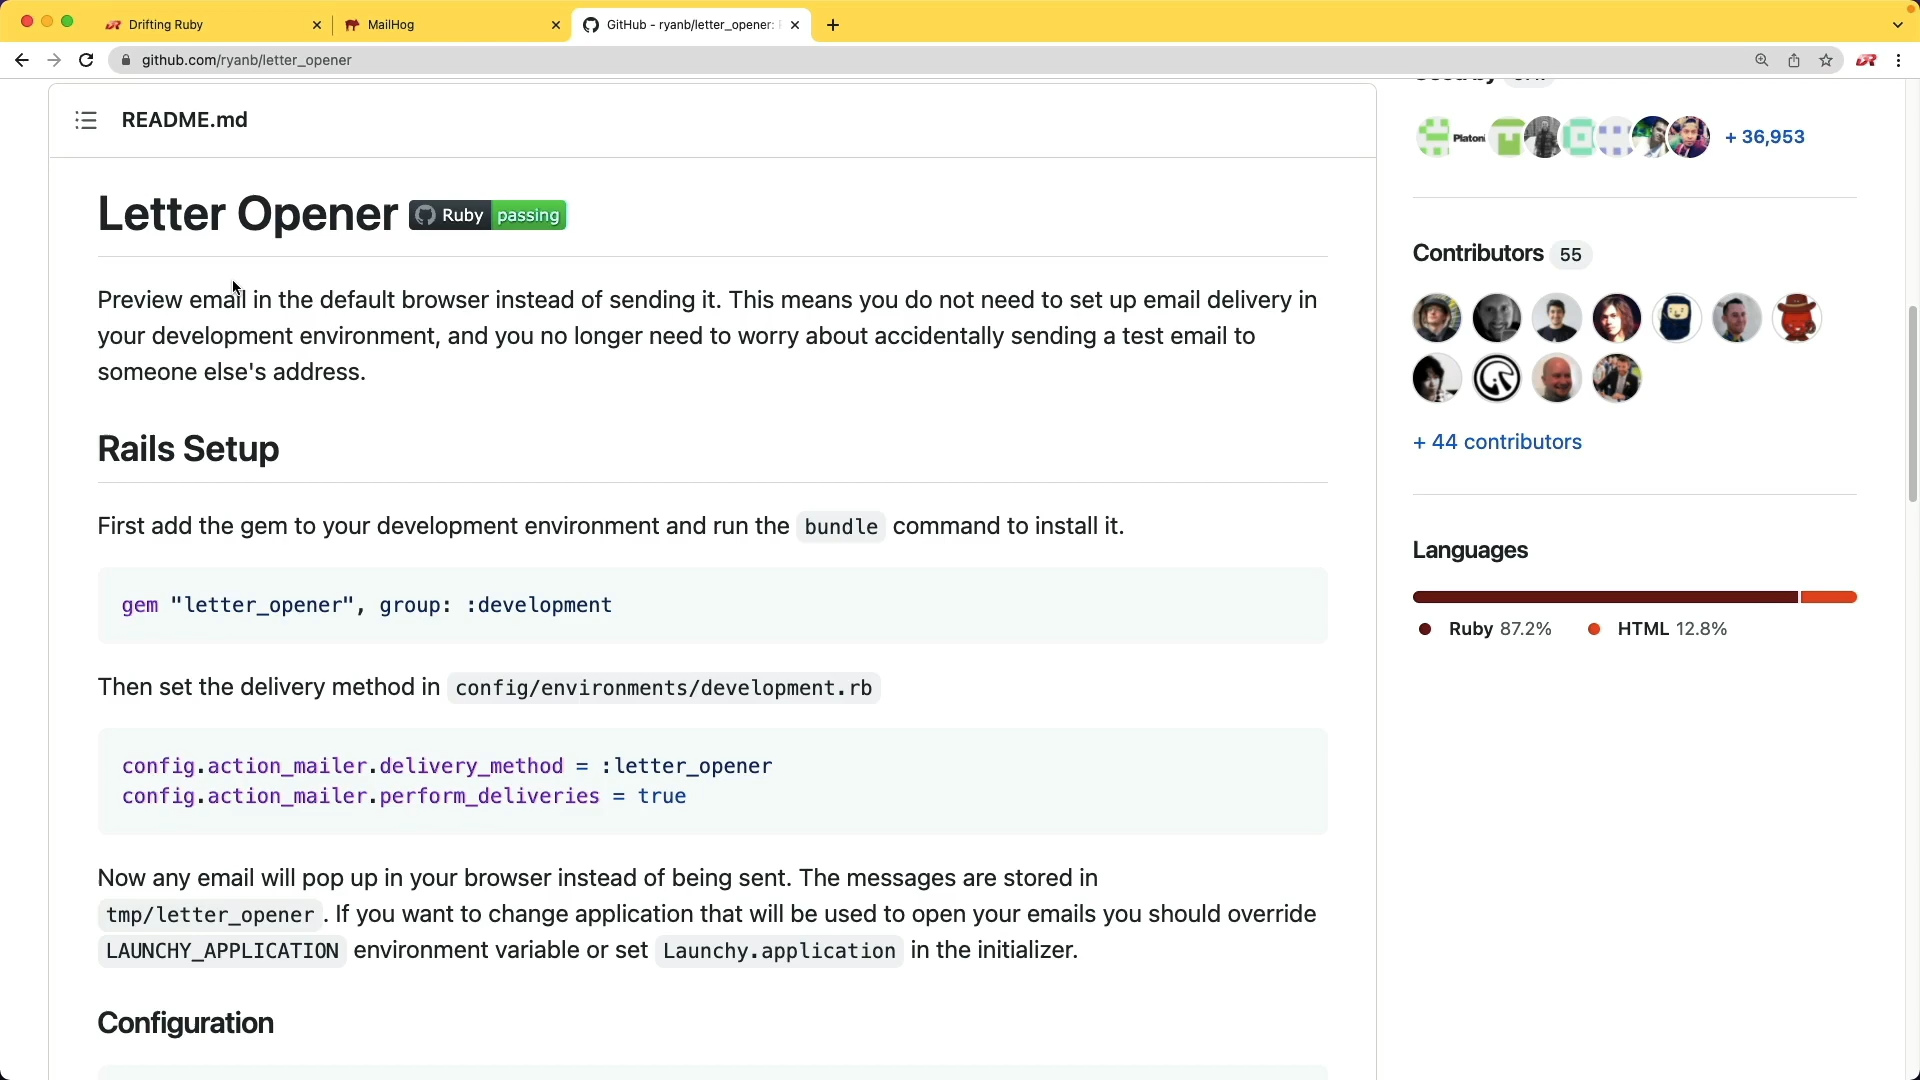 Drifting Ruby
MailHog
GitHub - ryanb/letter_opener:
github.com/ryanb/letter_opener
README.md
Platoni
+ 36,953
Letter Opener Ruby passing
Preview email in the default browser instead of sending it. This means you do not need to set up email delivery in
your development environment, and you no longer need to worry about accidentally sending a test email to
someone else's address.
Rails Setup
First add the gem to your development environment and run the bundle command to install it.
gem "letter_opener", group: :development
Then set the delivery method in config/environments/development.rb
config.action_mailer.delivery_method = :letter_opener
config.action_mailer.perform_deliveries = true
Now any email will pop up in your browser instead of being sent. The messages are stored in
tmp/letter_opener . If you want to change application that will be used to open your emails you should override
LAUNCHY_APPLICATION environment variable or set Launchy.application in the initializer.
Configuration
Contributors 55
+ 44 contributors
Languages
Ruby 87.2% HTML 12.8%